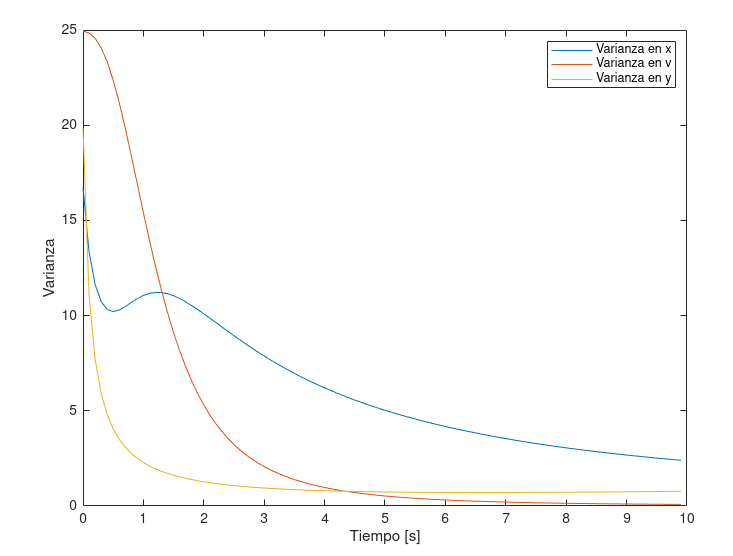 25
20
15
10
5
0
Varianza
0 1 2 3 4 5 6 7 8 9 10
Tiempo [s]
Varianza en x
Varianza en v
Varianza en y